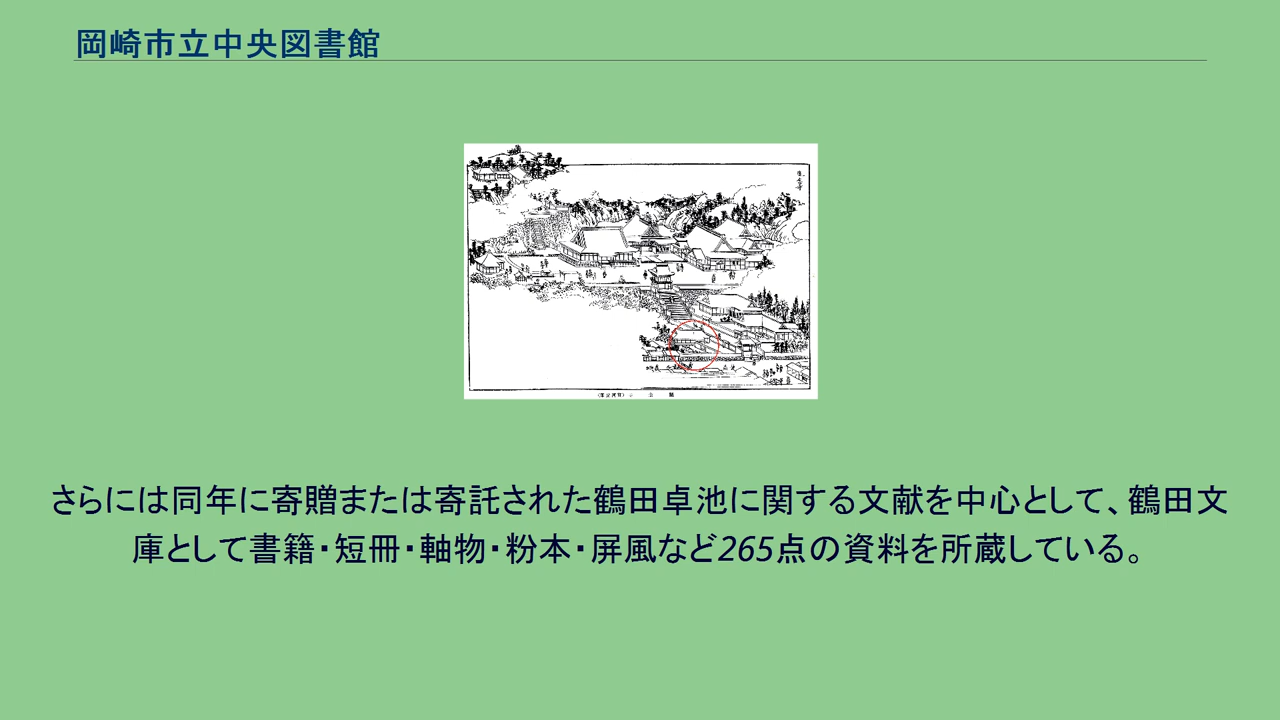 岡崎市立中央図書館
さらには同年に寄贈または寄託された鶴田卓池に関する文献を中心として、鶴田文
庫として書籍・短冊・軸物・粉本・屏風など265点の資料を所蔵している。